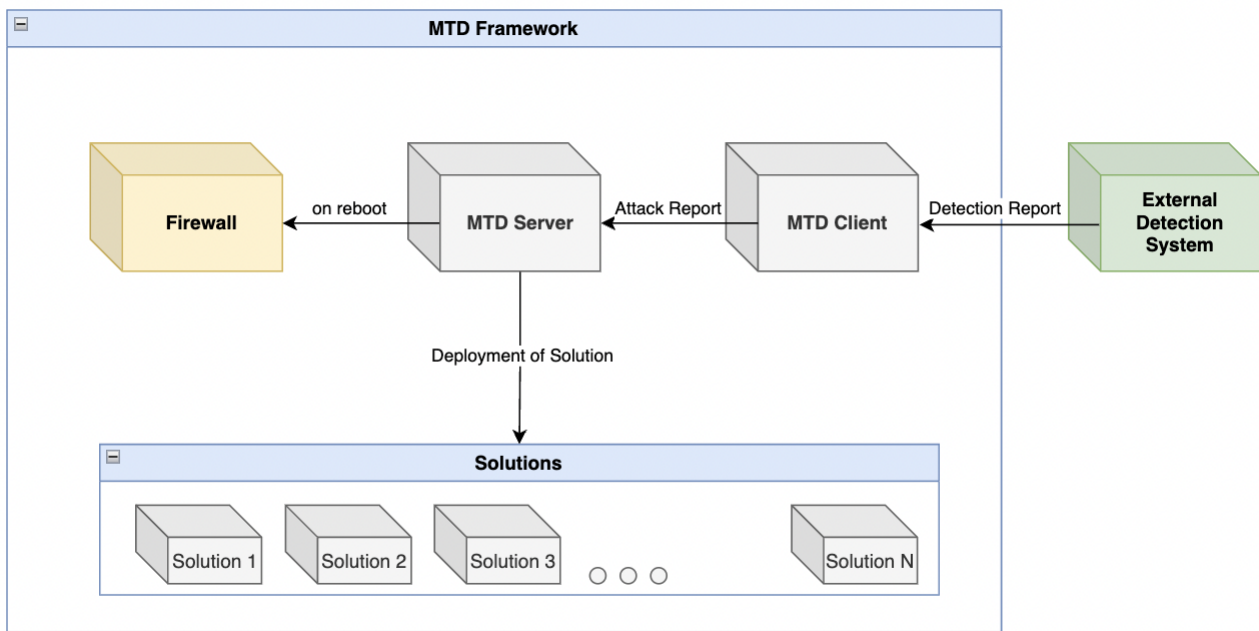 MTD Framework
Firewall
on reboot
MTD Server
Attack Report
MTD Client
Detection Report
External
Detection
System
Deployment of Solution
Solutions
Solution 1
Solution 2
Solution 3
Solution N